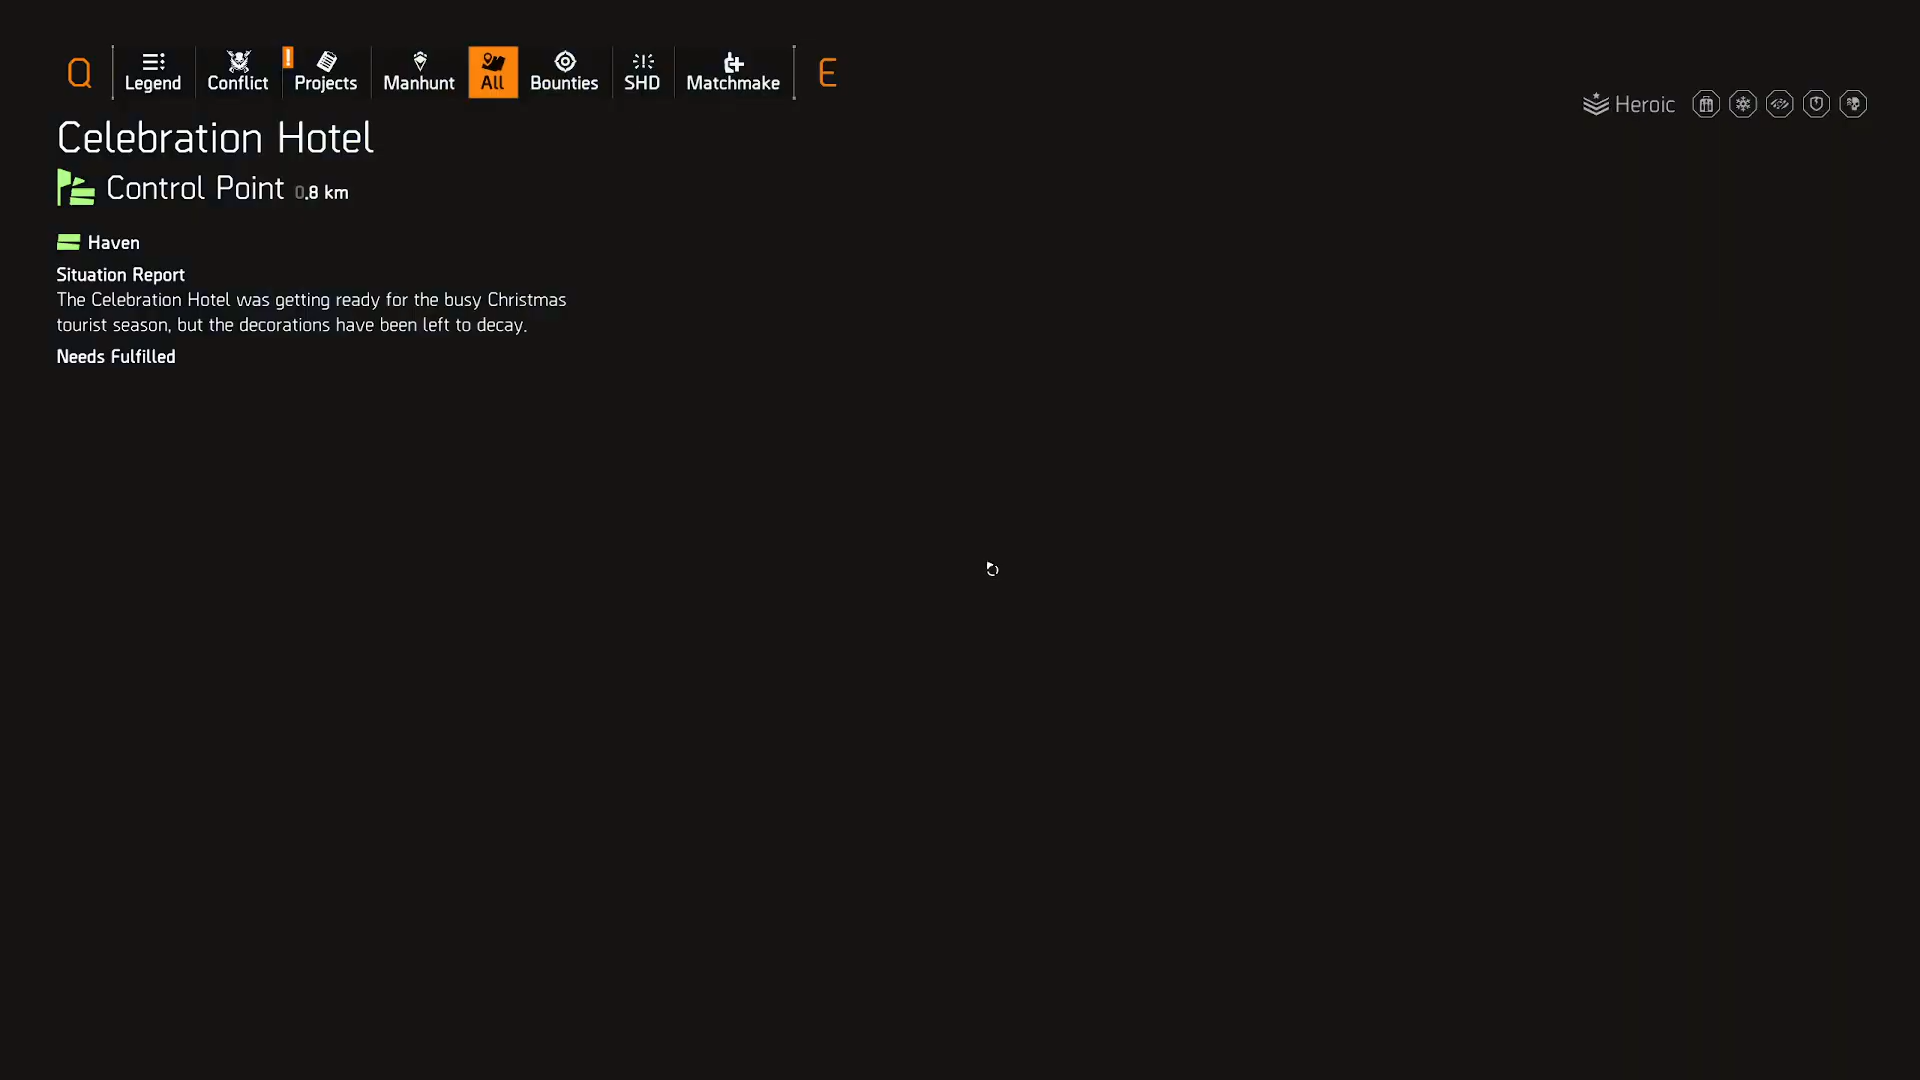 Q Legend Conflict ! Projects Manhunt All Bounties SHD Matchmake E
Heroic
Celebration Hotel
Control Point 0.8 km
Haven
Situation Report
The Celebration Hotel was getting ready for the busy Christmas
tourist season, but the decorations have been left to decay.
Needs Fulfilled